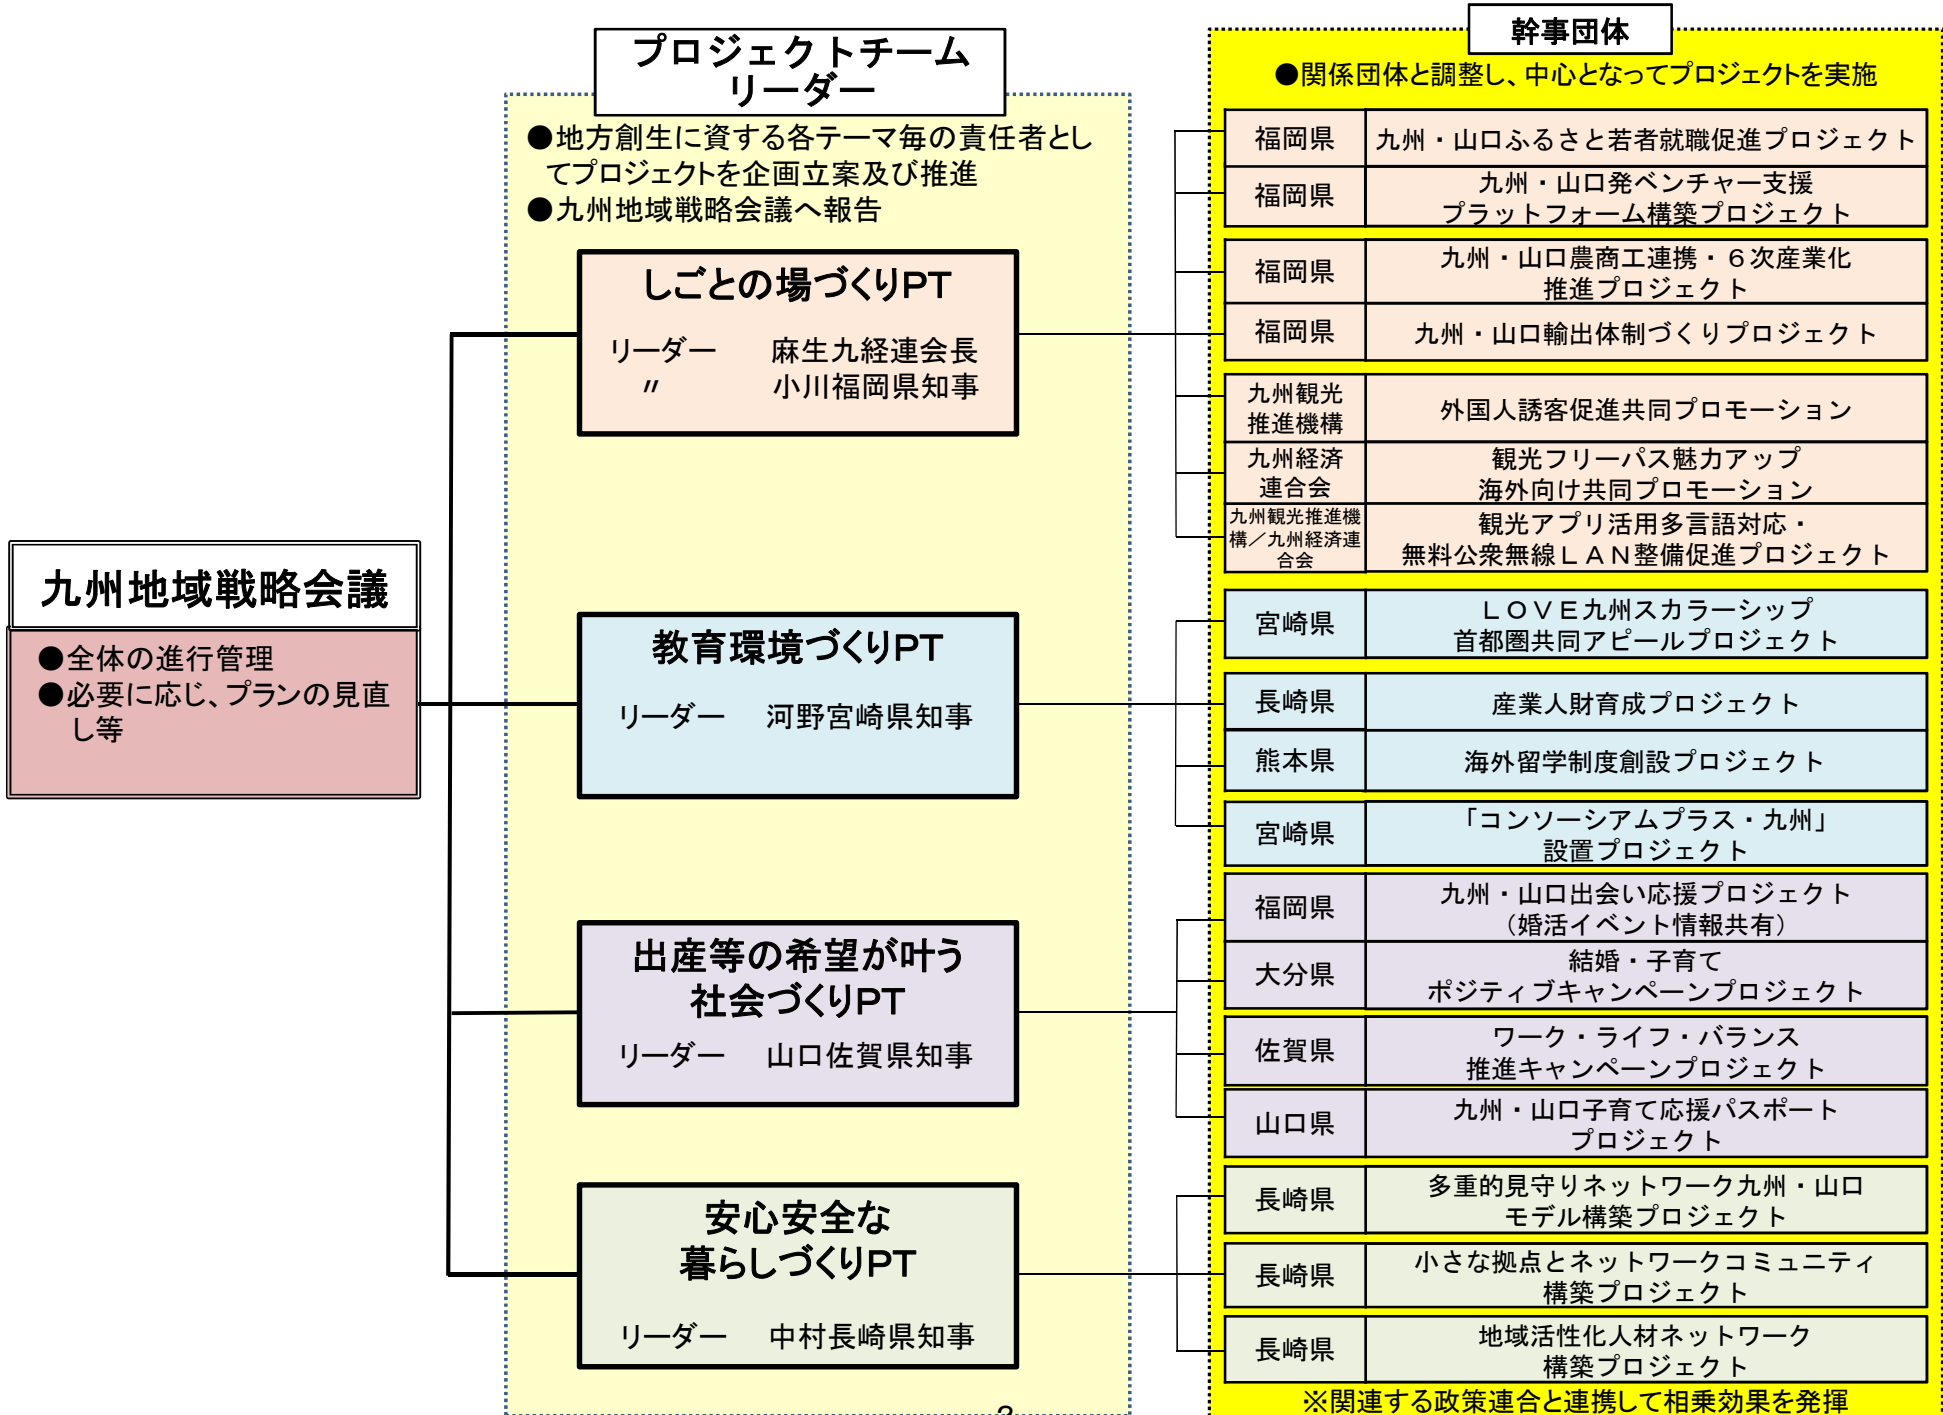 九州地域戦略会議
●全体の進行管理
●必要に応じ、プランの見直
し等
プロジェクトチーム
リーダー
●地方創生に資する各テーマ毎の責任者とし
てプロジェクトを企画立案及び推進
●九州地域戦略会議へ報告
しごとの場づくりPT
リーダー 麻生九経連会長
〃 小川福岡県知事
教育環境づくりPT
リーダー 河野宮崎県知事
出産等の希望が叶う
社会づくりPT
リーダー 山口佐賀県知事
安心安全な
暮らしづくりPT
リーダー 中村長崎県知事
幹事団体
●関係団体と調整し、中心となってプロジェクトを実施
福岡県 九州・山口ふるさと若者就職促進プロジェクト
福岡県
九州・山口発ベンチャー支援
プラットフォーム構築プロジェクト
福岡県
九州・山口農商工連携・６次産業化
推進プロジェクト
福岡県 九州・山口輸出体制づくりプロジェクト
九州観光
推進機構
外国人誘客促進共同プロモーション
九州経済
連合会
観光フリーパス魅力アップ
海外向け共同プロモーション
九州観光推進機
構／九州経済連
合会
観光アプリ活用多言語対応・
無料公衆無線ＬＡＮ整備促進プロジェクト
宮崎県
ＬＯＶＥ九州スカラーシップ
首都圏共同アピールプロジェクト
長崎県 産業人財育成プロジェクト
熊本県 海外留学制度創設プロジェクト
宮崎県
「コンソーシアムプラス・九州」
設置プロジェクト
福岡県
九州・山口出会い応援プロジェクト
（婚活イベント情報共有）
大分県
結婚・子育て
ポジティブキャンペーンプロジェクト
佐賀県
ワーク・ライフ・バランス
推進キャンペーンプロジェクト
山口県
九州・山口子育て応援パスポート
プロジェクト
長崎県
多重的見守りネットワーク九州・山口
モデル構築プロジェクト
長崎県
小さな拠点とネットワークコミュニティ
構築プロジェクト
長崎県
地域活性化人材ネットワーク
構築プロジェクト
※関連する政策連合と連携して相乗効果を発揮